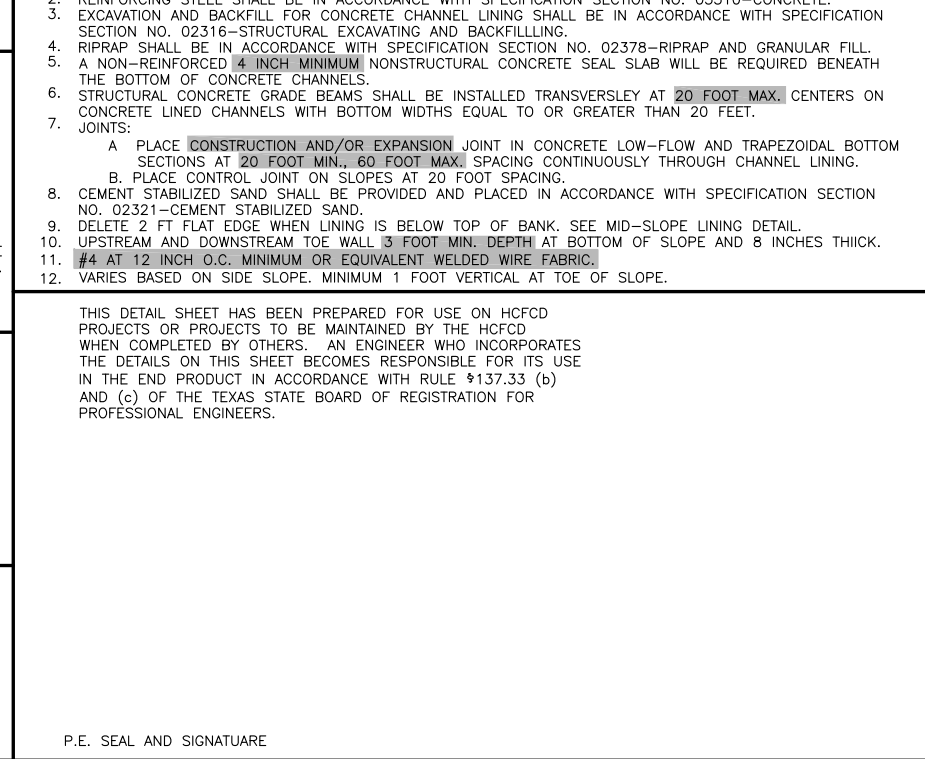 2. REINFORCING STEEL SHALL BE IN ACCORDANCE WITH SPECIFICATION SECTION NO. 03310-CONCRETE.
3. EXCAVATION AND BACKFILL FOR CONCRETE CHANNEL LINING SHALL BE IN ACCORDANCE WITH SPECIFICATION
SECTION NO. 02316-STRUCTURAL EXCAVATING AND BACKFILLLING.
4. RIPRAP SHALL BE IN ACCORDANCE WITH SPECIFICATION SECTION NO. 02378-RIPRAP AND GRANULAR FILL.
5. A NON-REINFORCED 4 INCH MINIMUM NONSTRUCTURAL CONCRETE SEAL SLAB WILL BE REQUIRED BENEATH
THE BOTTOM OF CONCRETE CHANNELS.
6. STRUCTURAL CONCRETE GRADE BEAMS SHALL BE INSTALLED TRANSVERSLEY AT 20 FOOT MAX. CENTERS ON
CONCRETE LINED CHANNELS WITH BOTTOM WIDTHS EQUAL TO OR GREATER THAN 20 FEET.
7. JOINTS:
A PLACE CONSTRUCTION AND/OR EXPANSION JOINT IN CONCRETE LOW-FLOW AND TRAPEZOIDAL BOTTOM
SECTIONS AT 20 FOOT MIN., 60 FOOT MAX. SPACING CONTINUOUSLY THROUGH CHANNEL LINING.
B. PLACE CONTROL JOINT ON SLOPES AT 20 FOOT SPACING.
8. CEMENT STABILIZED SAND SHALL BE PROVIDED AND PLACED IN ACCORDANCE WITH SPECIFICATION SECTION
NO. 02321-CEMENT STABILIZED SAND.
9. DELETE 2 FT FLAT EDGE WHEN LINING IS BELOW TOP OF BANK. SEE MID-SLOPE LINING DETAIL.
10. UPSTREAM AND DOWNSTREAM TOE WALL 3 FOOT MIN. DEPTH AT BOTTOM OF SLOPE AND 8 INCHES THIICK.
11. #4 AT 12 INCH O.C. MINIMUM OR EQUIVALENT WELDED WIRE FABRIC.
12. VARIES BASED ON SIDE SLOPE. MINIMUM 1 FOOT VERTICAL AT TOE OF SLOPE.
THIS DETAIL SHEET HAS BEEN PREPARED FOR USE ON HCFCD
PROJECTS OR PROJECTS TO BE MAINTAINED BY THE HCFCD
WHEN COMPLETED BY OTHERS. AN ENGINEER WHO INCORPORATES
THE DETAILS ON THIS SHEET BECOMES RESPONSIBLE FOR ITS USE
IN THE END PRODUCT IN ACCORDANCE WITH RULE §137.33 (b)
AND (c) OF THE TEXAS STATE BOARD OF REGISTRATION FOR
PROFESSIONAL ENGINEERS.
P.E. SEAL AND SIGNATUARE